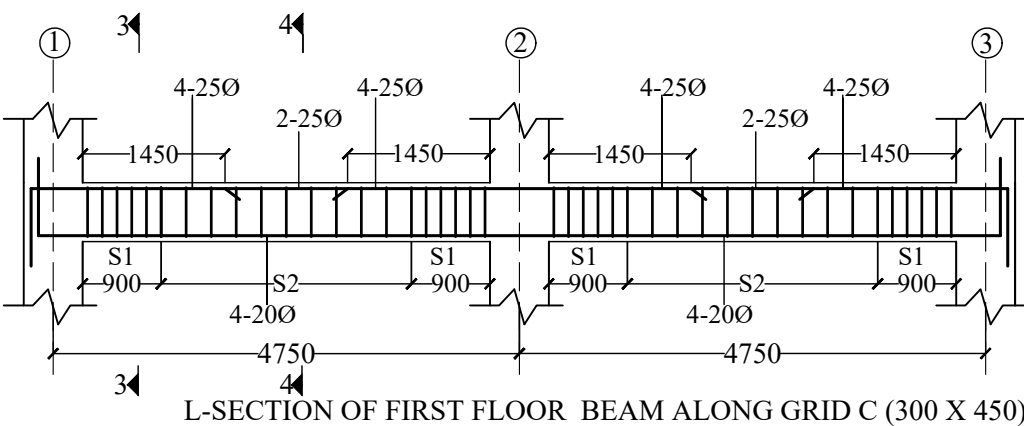 3 4
1 2 3
4-25Ø 4-25Ø 4-25Ø 4-25Ø
2-25Ø 2-25Ø
1450 1450 1450 1450
S1 S1 S1 S1
900 S2 900 900 S2 900
4-20Ø 4-20Ø
4750 4750
3 4
L-SECTION OF FIRST FLOOR BEAM ALONG GRID C (300 X 450)